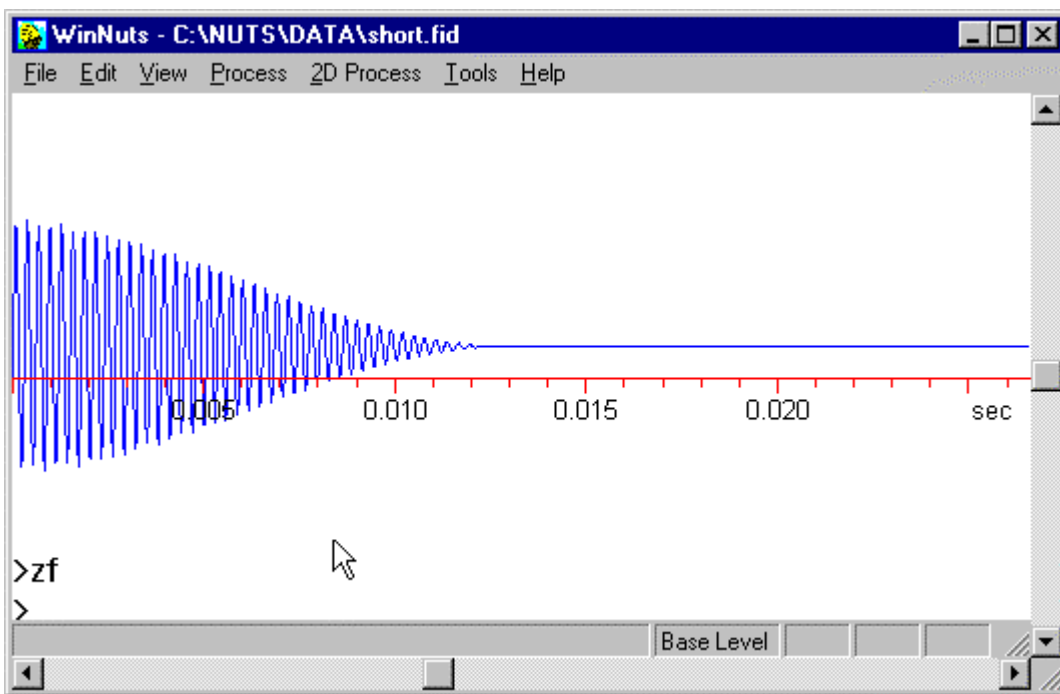 WinNuts - C:\NUTS\DATA\short.fid
File Edit View Process 2D Process Tools Help
0.005 0.010 0.015 0.020 sec
>zf
>
Base Level